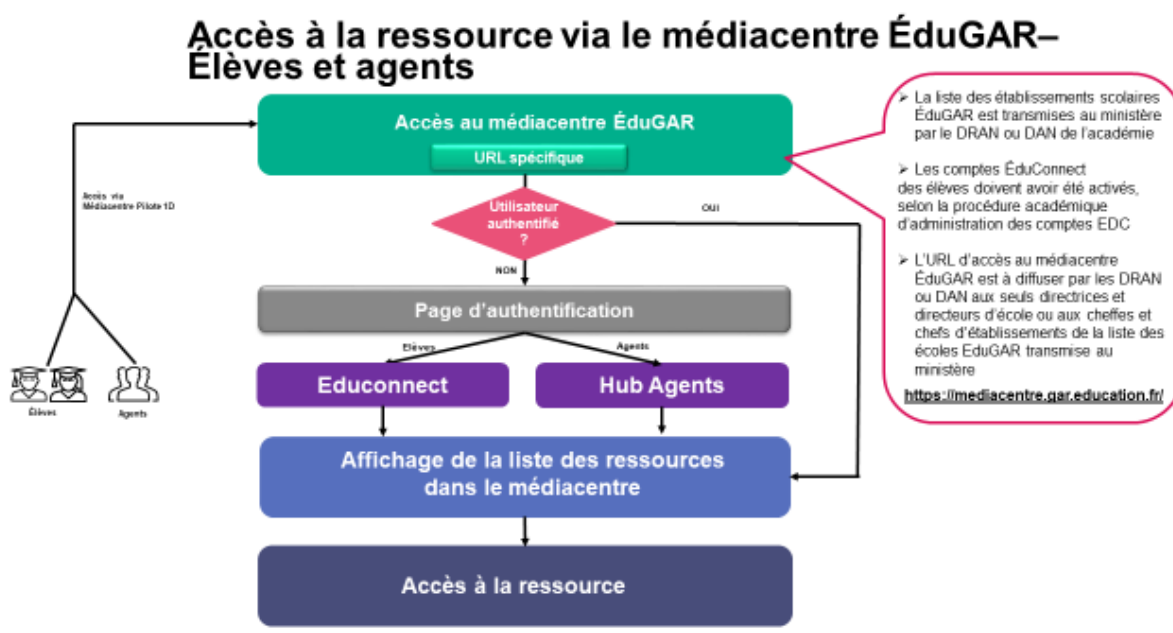 Accès à la ressource via le médiacentre ÉduGAR–
Élèves et agents
Accès au médiacentre ÉduGAR
URL spécifique
Accès via
Médiacentre Pilote 1D
Utilisateur
authentifié
?
OUI
NON
Page d'authentification
Elèves
Agents
Educonnect
Hub Agents
Élèves
Agents
Affichage de la liste des ressources
dans le médiacentre
Accès à la ressource
➢ La liste des établissements scolaires
ÉduGAR est transmises au ministère
par le DRAN ou DAN de l'académie
➢ Les comptes ÉduConnect
des élèves doivent avoir été activés,
selon la procédure académique
d'administration des comptes EDC
➢ L'URL d'accès au médiacentre
ÉduGAR est à diffuser par les DRAN
ou DAN aux seuls directrices et
directeurs d'école ou aux cheffes et
chefs d'établissements de la liste des
écoles EduGAR transmise au
ministère
https://mediacentre.gar.education.fr/